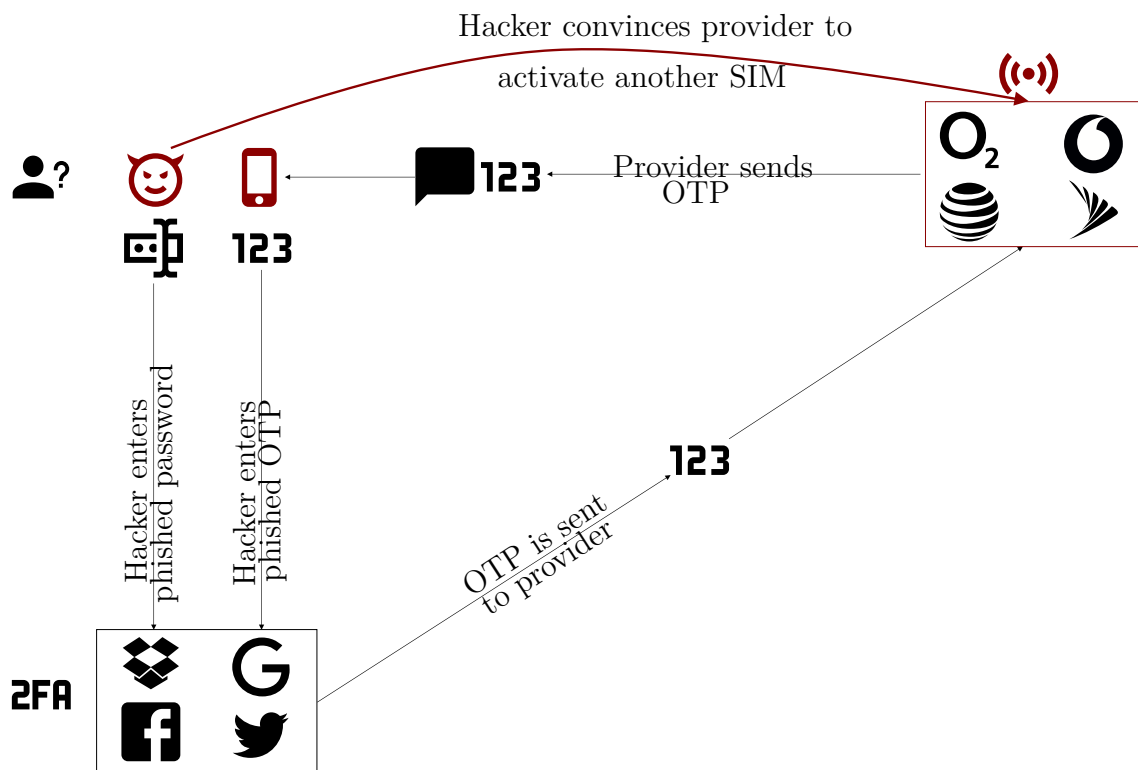 Hacker convinces provider to
activate another SIM
O2
?
123
Provider sends
OTP
123
Hacker enters
phished password
Hacker enters
phished OTP
123
OTP is sent
to provider
2FA